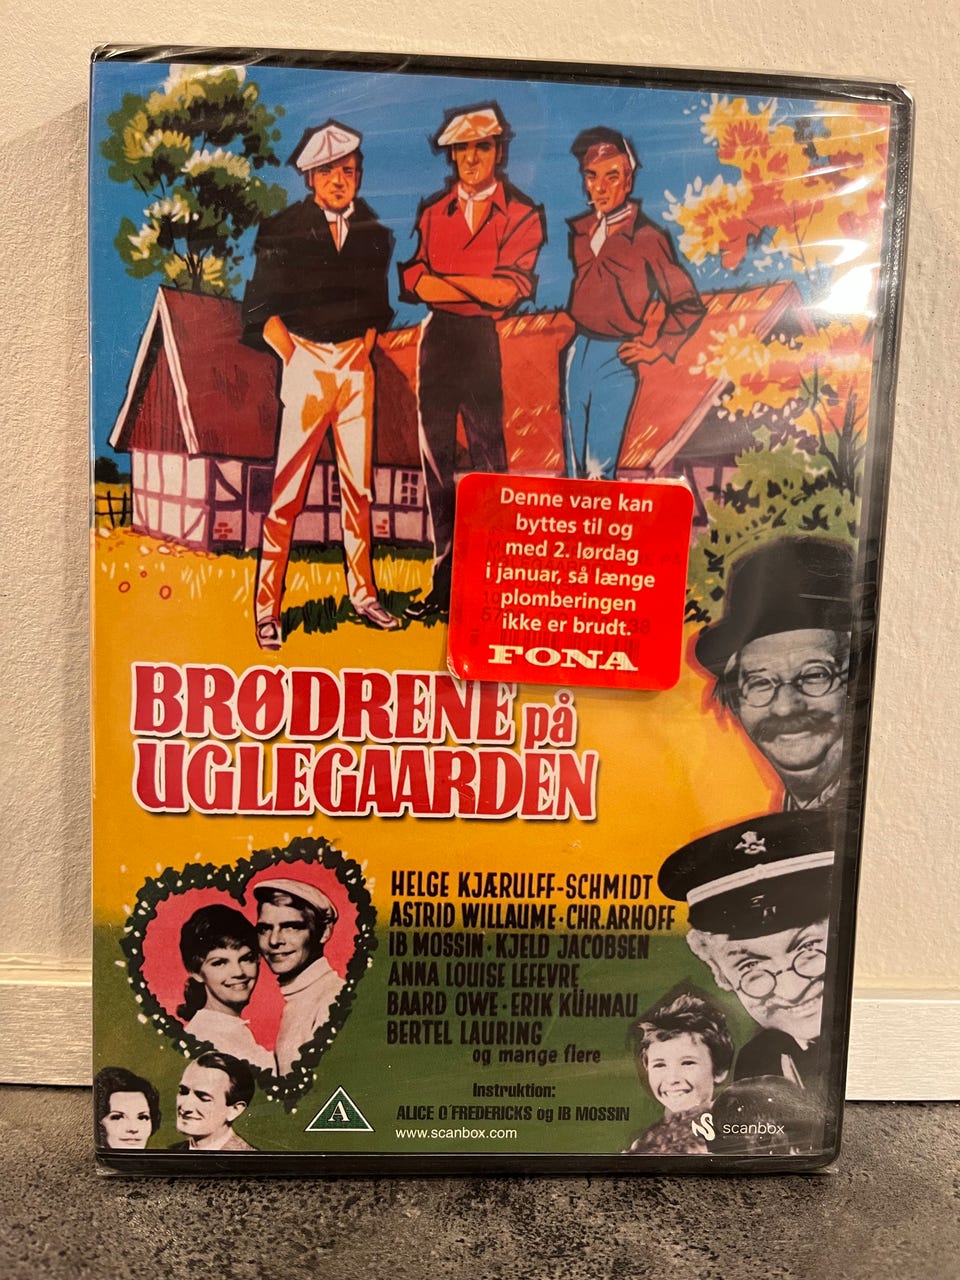 Denne vare kan
byttes til og
med 2. lørdag
i januar, så længe
plomberingen
ikke er brudt.
FONA
BRØDRENE på
UGLEGAARDEN
HELGE KJÆRULFF-SCHMIDT
ASTRID WILLAUME · CHR. ARHOFF
IB MOSSIN · KJELD JACOBSEN
ANNA LOUISE LEFEVRE
BAARD OWE · ERIK KÜHNAU
BERTEL LAURING
og mange flere
Instruktion:
ALICE O´FREDERICKS og IB MOSSIN
A
www.scanbox.com
scanbox